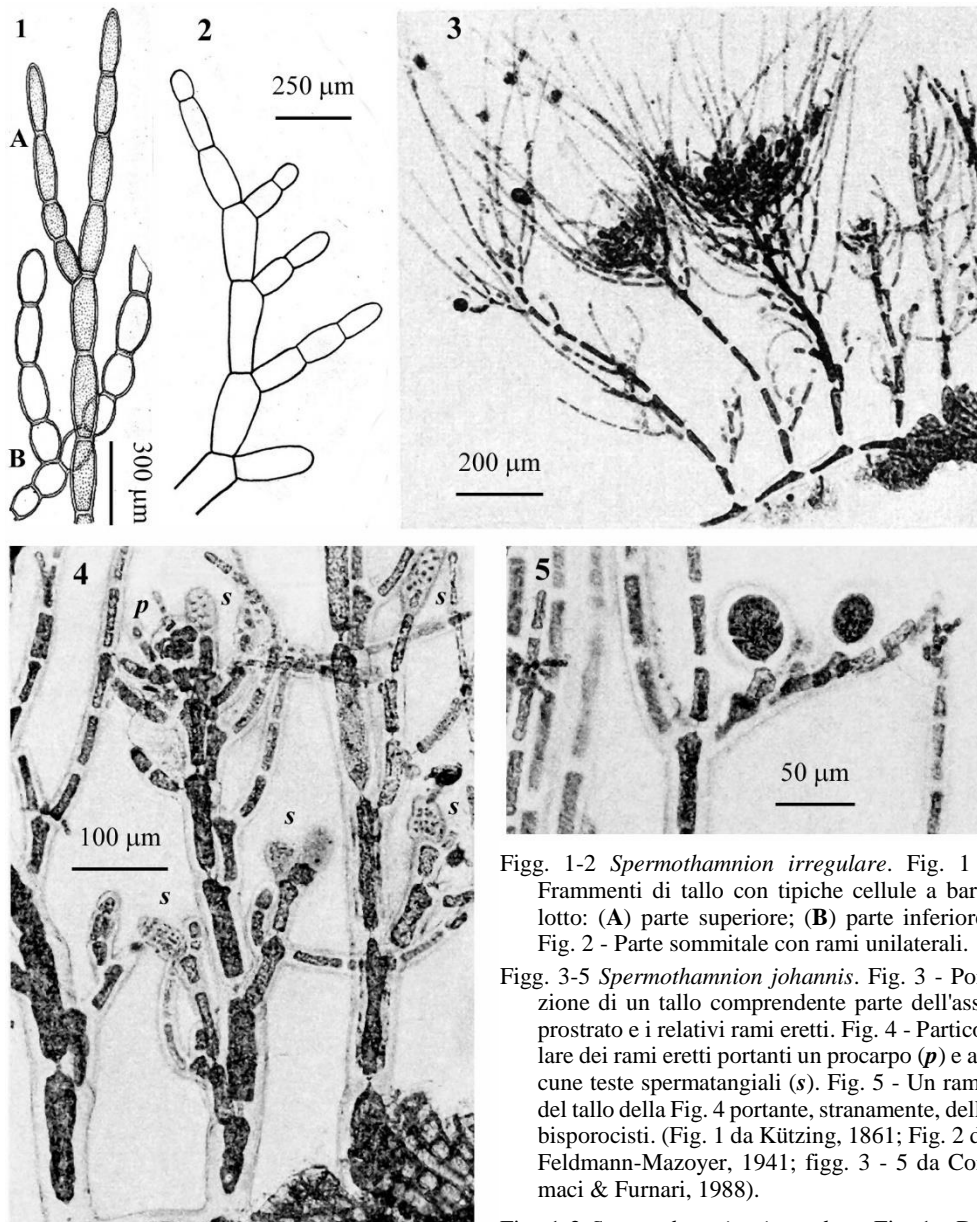 1
A
B
300 µm
2
250 µm
3
200 µm
4
p
s
s
s
s
s
100 µm
5
50 µm
Figg. 1-2 Spermothamnion irregulare. Fig. 1
Frammenti di tallo con tipiche cellule a bar
lotto: (A) parte superiore; (B) parte inferiore
Fig. 2 - Parte sommitale con rami unilaterali.
Figg. 3-5 Spermothamnion johannis. Fig. 3 - Po
zione di un tallo comprendente parte dell'ass
prostrato e i relativi rami eretti. Fig. 4 - Partico
lare dei rami eretti portanti un procarpo (p) e a
cune teste spermatangiali (s). Fig. 5 - Un ram
del tallo della Fig. 4 portante, stranamente, dell
bisporocisti. (Fig. 1 da Kützing, 1861; Fig. 2 d
Feldmann-Mazoyer, 1941; figg. 3 - 5 da Co
maci & Furnari, 1988).